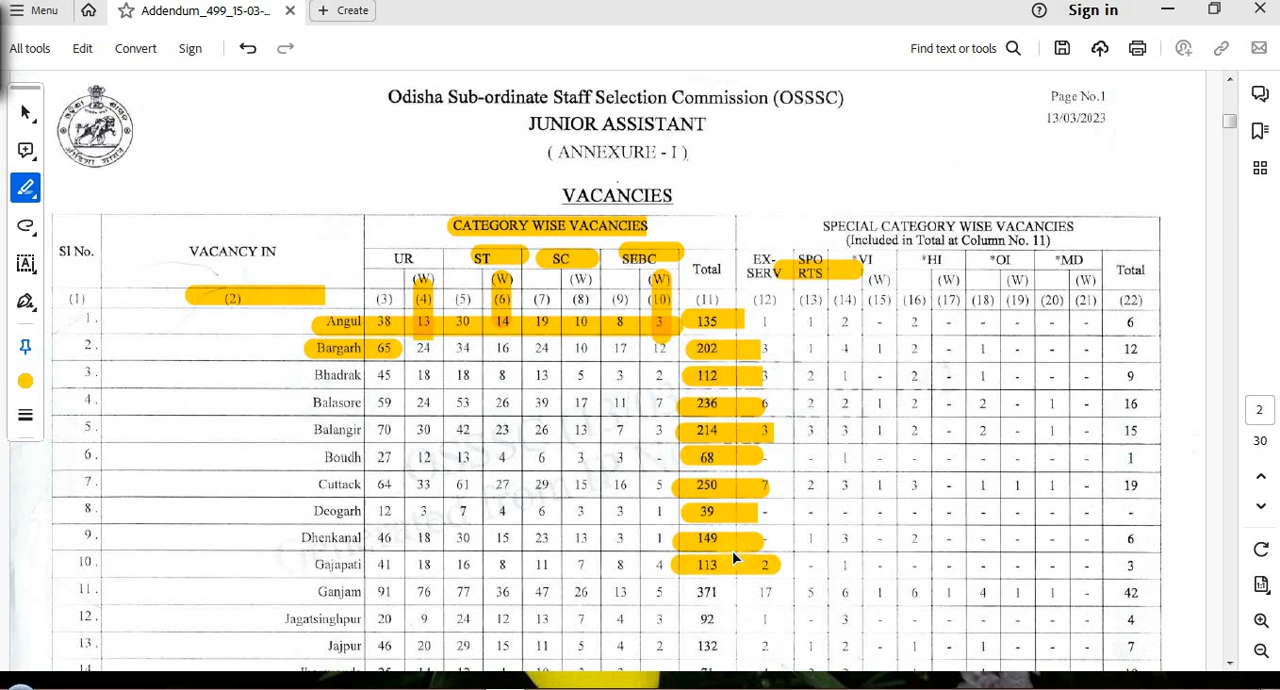 Menu
Addendum_499_15-03-...
Create
Sign in
All tools Edit Convert Sign
Find text or tools
Odisha Sub-ordinate Staff Selection Commission (OSSSC)
Page No.1
JUNIOR ASSISTANT
13/03/2023
( ANNEXURE - I )
VACANCIES
Sl No. VACANCY IN CATEGORY WISE VACANCIES SPECIAL CATEGORY WISE VACANCIES
(Included in Total at Column No. 11)
UR ST SC SEBC Total EX-SERV SPORTS *VI *HI *OI *MD Total
(W) (W) (W) (W) (W) (W) (W) (W)
(1) (2) (3) (4) (5) (6) (7) (8) (9) (10) (11) (12) (13) (14) (15) (16) (17) (18) (19) (20) (21) (22)
1. Angul 38 13 30 14 19 10 8 3 135 1 1 2 - 2 - - - - - 6
2. Bargarh 65 24 34 16 24 10 17 12 202 3 1 4 1 2 - 1 - - - 12
3. Bhadrak 45 18 18 8 13 5 3 2 112 3 2 1 - 2 - 1 - - - 9
4. Balasore 59 24 53 26 39 17 11 7 236 6 2 2 1 2 - 2 - 1 - 16
5. Balangir 70 30 42 23 26 13 7 3 214 3 3 3 1 2 - 2 - 1 - 15
6. Boudh 27 12 13 4 6 3 3 - 68 - - 1 - - - - - - - 1
7. Cuttack 64 33 61 27 29 15 16 5 250 7 2 3 1 3 - 1 1 1 - 19
8. Deogarh 12 3 7 4 6 3 3 1 39 - - - - - - - - - - -
9. Dhenkanal 46 18 30 15 23 13 3 1 149 - 1 3 - 2 - - - - - 6
10. Gajapati 41 18 16 8 11 7 8 4 113 2 - 1 - - - - - - - 3
11. Ganjam 91 76 77 36 47 26 13 5 371 17 5 6 1 6 1 4 1 1 - 42
12. Jagatsinghpur 20 9 24 12 13 7 4 3 92 1 - 3 - - - - - - - 4
13. Jajpur 46 20 29 15 11 5 4 2 132 2 1 2 - 1 - 1 - - - 7
2
30